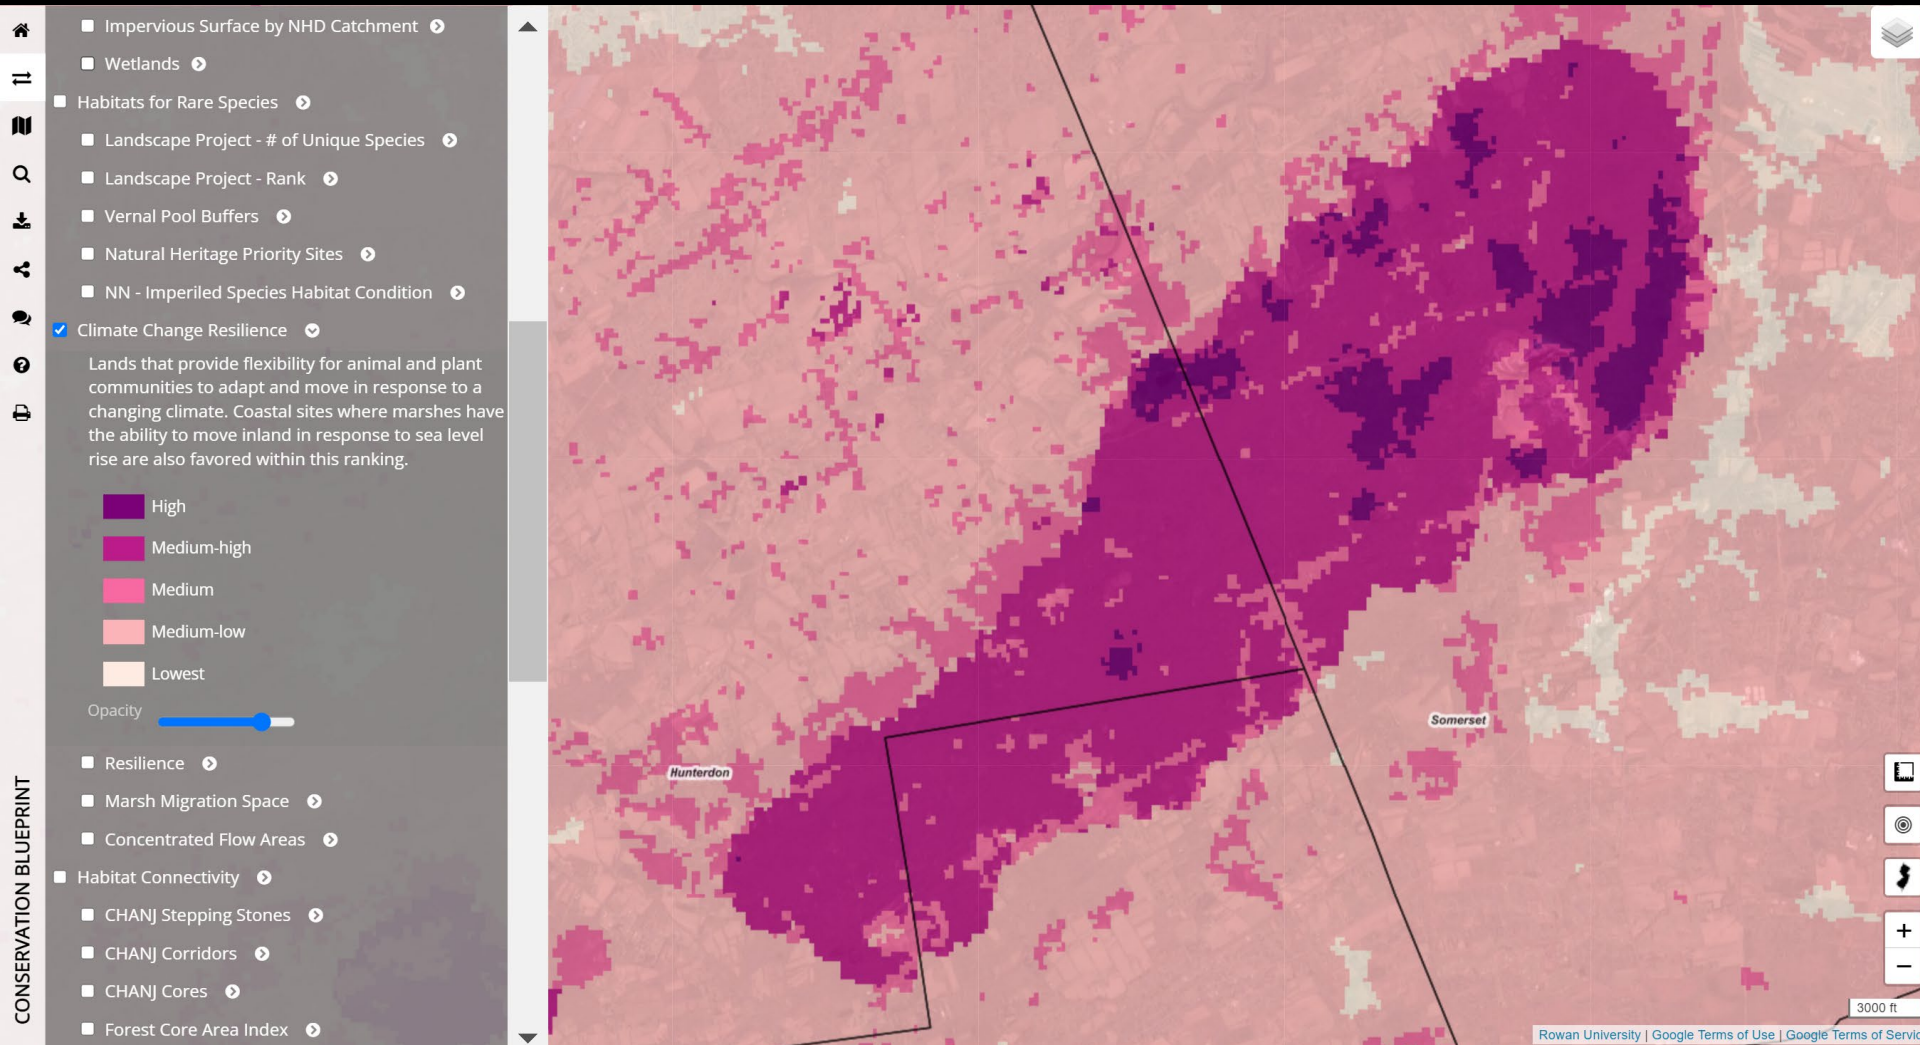 Impervious Surface by NHD Catchment
Wetlands
Habitats for Rare Species
Landscape Project - # of Unique Species
Landscape Project - Rank
Vernal Pool Buffers
Natural Heritage Priority Sites
NN - Imperiled Species Habitat Condition
Climate Change Resilience
Lands that provide flexibility for animal and plant
communities to adapt and move in response to a
changing climate. Coastal sites where marshes have
the ability to move inland in response to sea level
rise are also favored within this ranking.
High
Medium-high
Medium
Medium-low
Lowest
Opacity
Resilience
Marsh Migration Space
Concentrated Flow Areas
Habitat Connectivity
CHANJ Stepping Stones
CHANJ Corridors
CHANJ Cores
Forest Core Area Index
CONSERVATION BLUEPRINT
Somerset
Hunterdon
3000 ft
Rowan University | Google Terms of Use | Google Terms of Servic